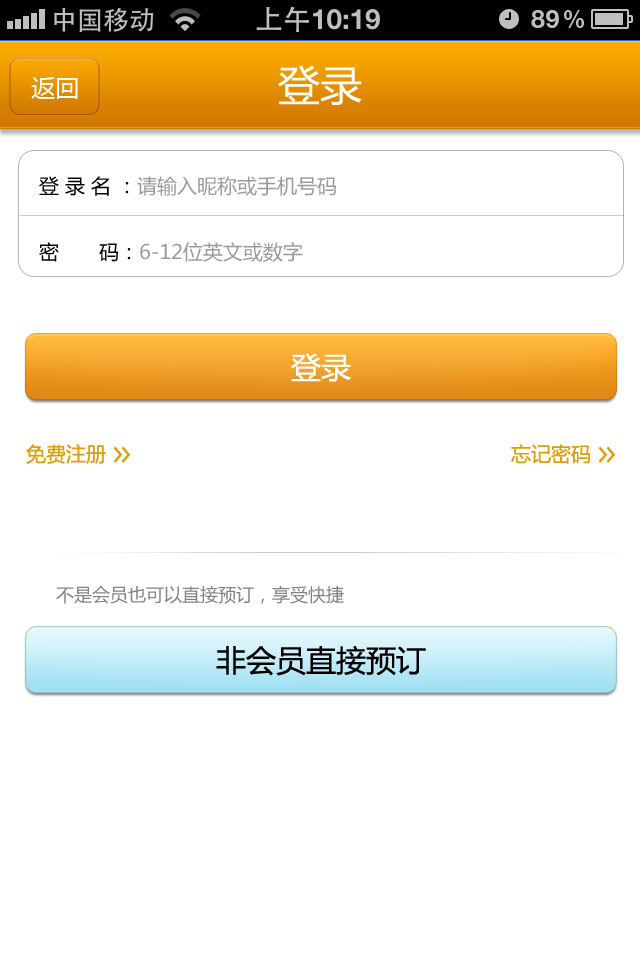 中国移动 上午10:19 89%
返回 登录
登 录 名 ：请输入昵称或手机号码
密 码：6-12位英文或数字
登录
免费注册 忘记密码
不是会员也可以直接预订，享受快捷
非会员直接预订